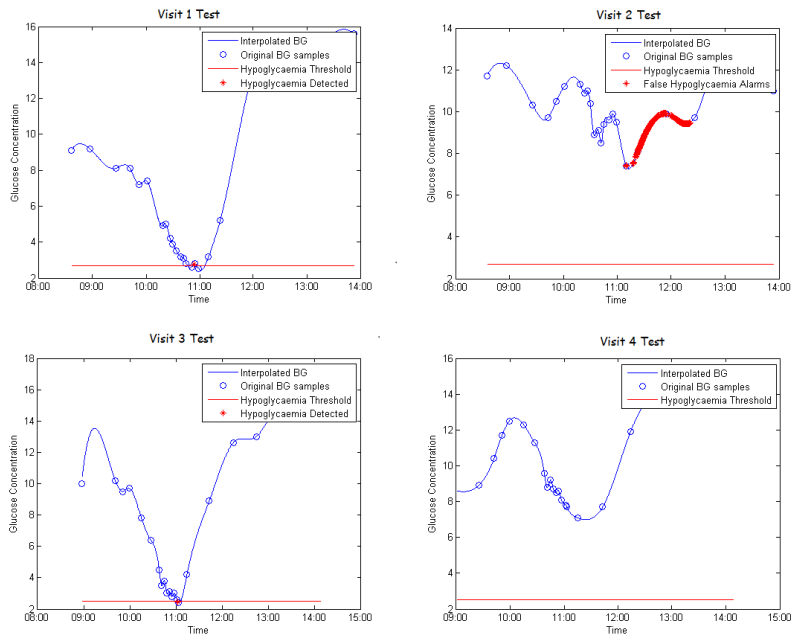 Visit 1 Test
16
14
12
10
8
6
4
2
Glucose Concentration
Interpolated BG
Original BG samples
Hypoglycaemia Threshold
Hypoglycaemia Detected
08:00 09:00 10:00 11:00 12:00 13:00 14:00
Time
Visit 2 Test
14
12
10
8
6
4
2
Glucose Concentration
Interpolated BG
Original BG samples
Hypoglycaemia Threshold
False Hypoglycaemia Alarms
08:00 09:00 10:00 11:00 12:00 13:00 14:00
Time
Visit 3 Test
18
16
14
12
10
8
6
4
2
Glucose Concentration
Interpolated BG
Original BG samples
Hypoglycaemia Threshold
Hypoglycaemia Detected
08:00 09:00 10:00 11:00 12:00 13:00 14:00 15:00
Time
Visit 4 Test
16
14
12
10
8
6
4
2
Glucose Concentration
Interpolated BG
Original BG samples
Hypoglycaemia Threshold
09:00 10:00 11:00 12:00 13:00 14:00 15:00
Time